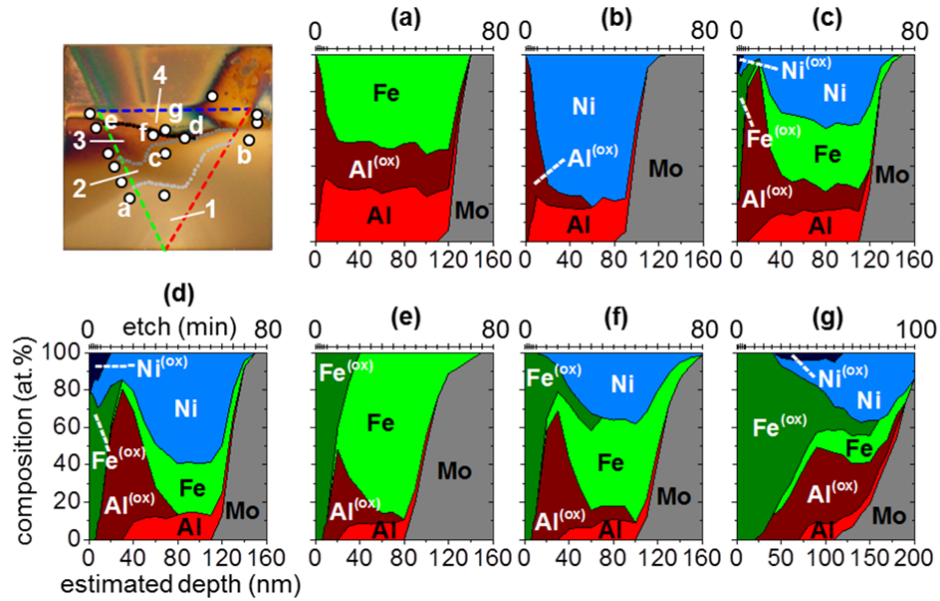 (a) (b) (c)
0 80 0 80 0 80
4
e g d
f
3 c b
2
a 1
Fe
Al(ox)
Al
Mo
0 40 80 120 160
Ni
Al(ox)
Al
Mo
0 40 80 120 160
Ni(ox)
Ni
Fe(ox)
Fe
Al(ox)
Al
Mo
0 40 80 120 160
(d) (e) (f) (g)
0 etch (min) 80
composition (at.%)
100
80
60
40
20
0
Ni(ox)
Ni
Fe(ox)
Al(ox)
Fe
Al
Mo
0 40 80 120 160
estimated depth (nm)
0 80
Fe(ox)
Fe
Al(ox)
Al
Mo
0 40 80 120 160
0 80
Fe(ox)
Ni
Fe
Al(ox)
Al
Mo
0 40 80 120 160
0 100
Ni(ox)
Ni
Fe(ox)
Fe
Al(ox)
Al
Mo
0 50 100 150 200